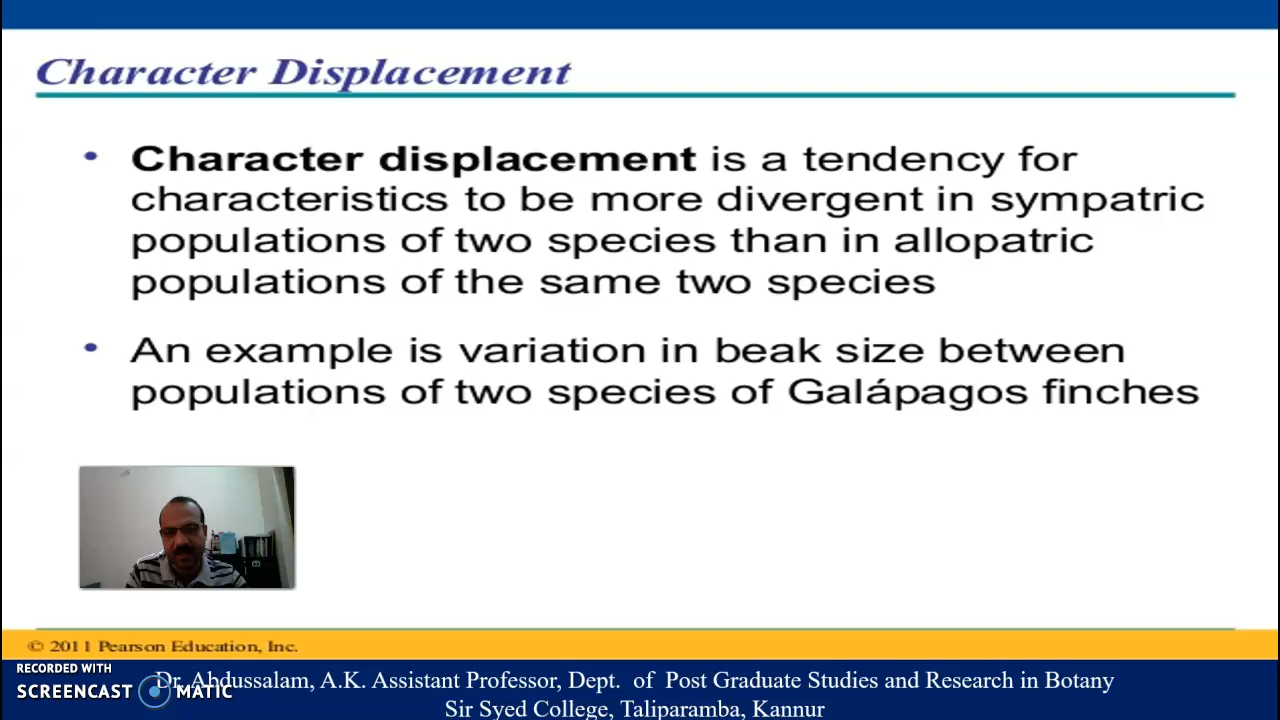 Character Displacement
• Character displacement is a tendency for
characteristics to be more divergent in sympatric
populations of two species than in allopatric
populations of the same two species
• An example is variation in beak size between
populations of two species of Galápagos finches
© 2011 Pearson Education, Inc.
RECORDED WITH
SCREENCAST MATIC
Dr. Abdussalam, A.K. Assistant Professor, Dept. of Post Graduate Studies and Research in Botany
Sir Syed College, Taliparamba, Kannur